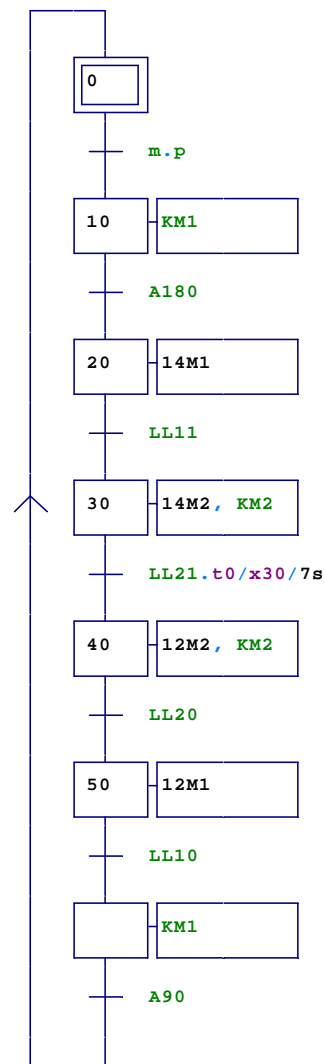 0
m.p
10 KM1
A180
20 14M1
LL11
30 14M2, KM2
LL21.t0/x30/7s
40 12M2, KM2
LL20
50 12M1
LL10
KM1
A90